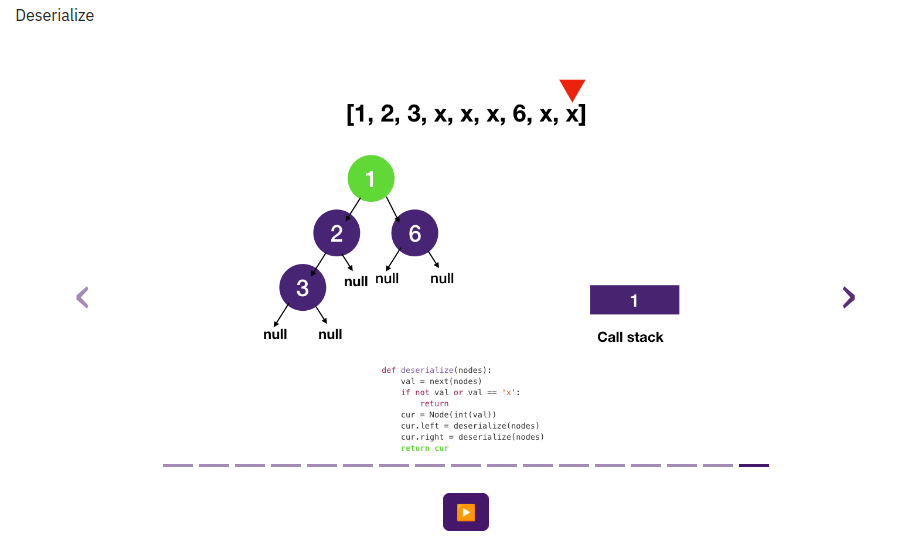 Deserialize
[1, 2, 3, x, x, x, 6, x, x]
1
2 6
null null null
3
1
null null
Call stack
def deserialize(nodes):
    val = next(nodes)
    if not val or val == 'x':
        return
    cur = Node(int(val))
    cur.left = deserialize(nodes)
    cur.right = deserialize(nodes)
    return cur